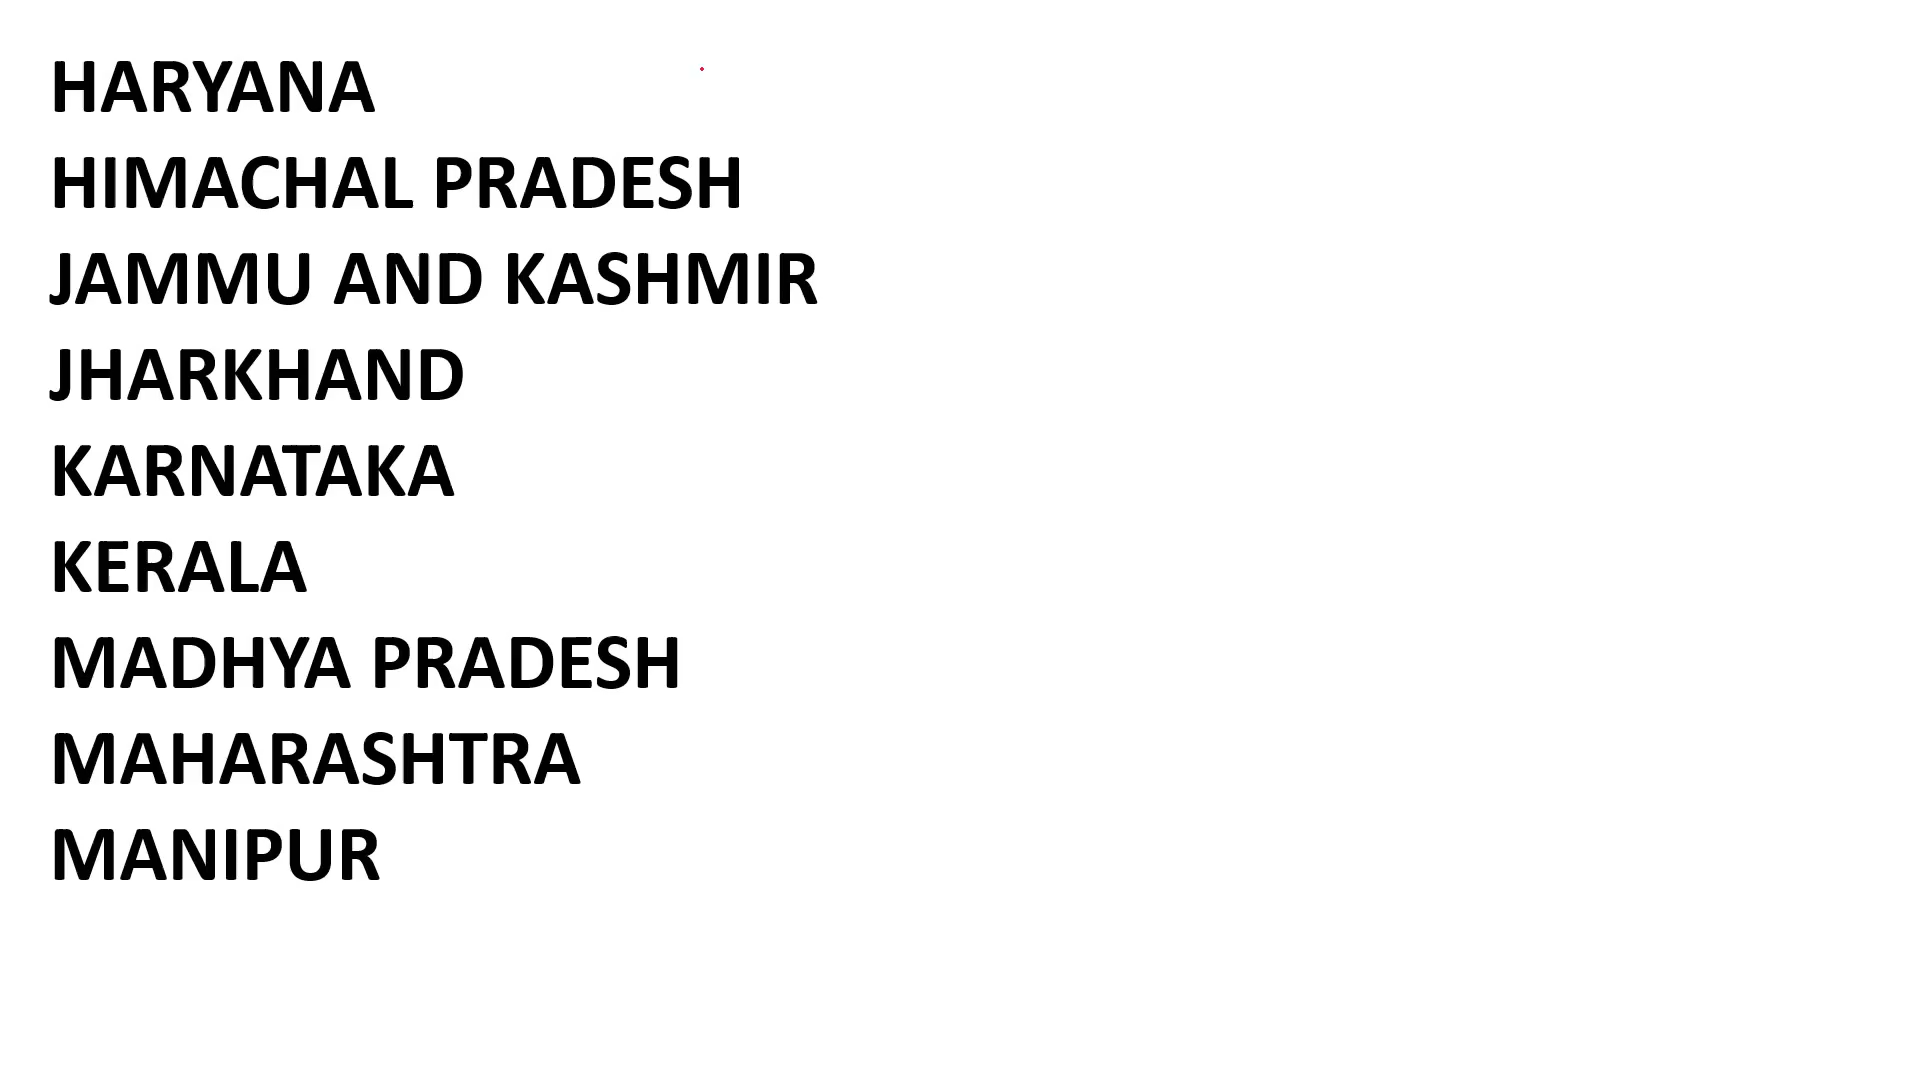 HARYANA
HIMACHAL PRADESH
JAMMU AND KASHMIR
JHARKHAND
KARNATAKA
KERALA
MADHYA PRADESH
MAHARASHTRA
MANIPUR